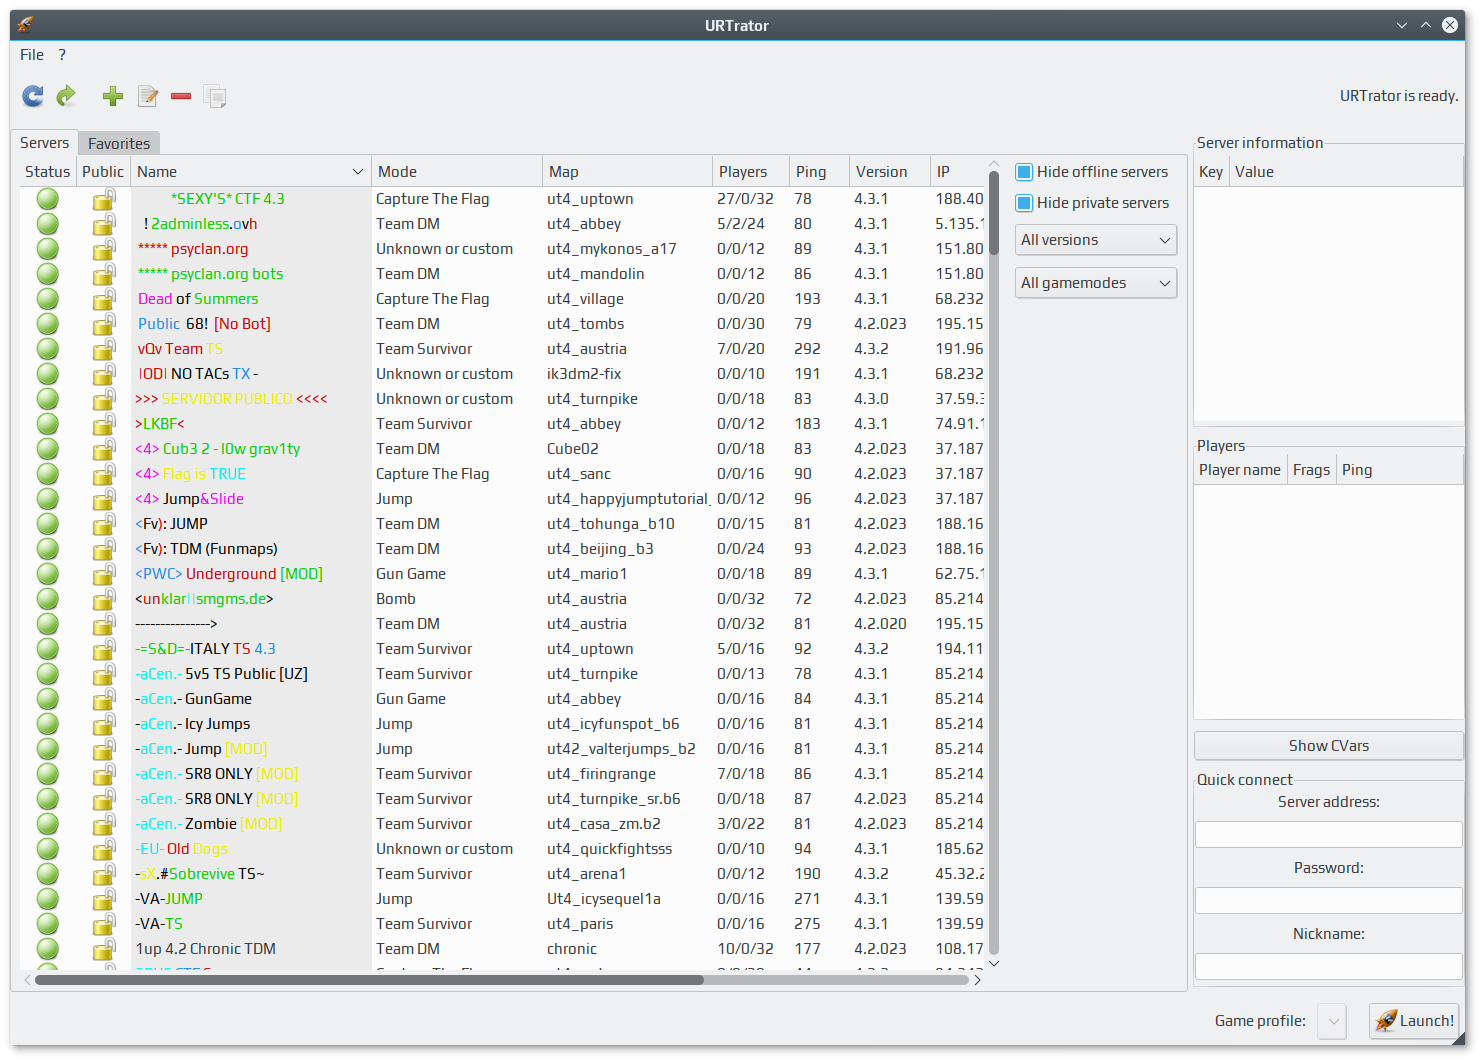 URTrator
File ?
URTrator is ready.
Servers Favorites
Status Public Name Mode Map Players Ping Version IP
*SEXY'S* CTF 4.3 Capture The Flag ut4_uptown 27/0/32 78 4.3.1 188.40
! 2adminless.ovh Team DM ut4_abbey 5/2/24 80 4.3.1 5.135.1
***** psyclan.org Unknown or custom ut4_mykonos_a17 0/0/12 89 4.3.1 151.80
***** psyclan.org bots Team DM ut4_mandolin 0/0/12 86 4.3.1 151.80
Dead of Summers Capture The Flag ut4_village 0/0/20 193 4.3.1 68.232
Public 68! [No Bot] Team DM ut4_tombs 0/0/30 79 4.2.023 195.15
vQv Team TS Team Survivor ut4_austria 7/0/20 292 4.3.2 191.96
|OD| NO TACs TX - Unknown or custom ik3dm2-fix 0/0/10 191 4.3.1 68.232
>>> SERVIDOR PUBLICO <<<< Unknown or custom ut4_turnpike 0/0/18 83 4.3.0 37.59.3
>LKBF< Team Survivor ut4_abbey 0/0/12 183 4.3.1 74.91.1
<4> Cub3 2 - l0w grav1ty Team DM Cube02 0/0/18 83 4.2.023 37.187
<4> Flag is TRUE Capture The Flag ut4_sanc 0/0/16 90 4.2.023 37.187
<4> Jump&Slide Jump ut4_happyjumptutorial_ 0/0/12 96 4.2.023 37.187
<Fv): JUMP Team DM ut4_tohunga_b10 0/0/15 81 4.2.023 188.16
<Fv): TDM (Funmaps) Team DM ut4_beijing_b3 0/0/24 93 4.2.023 188.16
<PWC> Underground [MOD] Gun Game ut4_mario1 0/0/18 89 4.3.1 62.75.1
<unklar||smgms.de> Bomb ut4_austria 0/0/32 72 4.2.023 85.214
---------------> Team DM ut4_austria 0/0/32 81 4.2.020 195.15
-=S&D=-ITALY TS 4.3 Team Survivor ut4_uptown 5/0/16 92 4.3.2 194.11
-aCen.- 5v5 TS Public [UZ] Team Survivor ut4_turnpike 0/0/13 78 4.3.1 85.214
-aCen.- GunGame Gun Game ut4_abbey 0/0/16 84 4.3.1 85.214
-aCen.- Icy Jumps Jump ut4_icyfunspot_b6 0/0/16 81 4.3.1 85.214
-aCen.- Jump [MOD] Jump ut42_valterjumps_b2 0/0/16 81 4.3.1 85.214
-aCen.- SR8 ONLY [MOD] Team Survivor ut4_firingrange 7/0/18 86 4.3.1 85.214
-aCen.- SR8 ONLY [MOD] Team Survivor ut4_turnpike_sr.b6 0/0/18 87 4.2.023 85.214
-aCen.- Zombie [MOD] Team Survivor ut4_casa_zm.b2 3/0/22 81 4.2.023 85.214
-EU- Old Dogs Unknown or custom ut4_quickfightsss 0/0/10 94 4.3.1 185.62
-sX.#Sobrevive TS~ Team Survivor ut4_arena1 0/0/12 190 4.3.2 45.32.2
-VA-JUMP Jump Ut4_icysequel1a 0/0/16 271 4.3.1 139.59
-VA-TS Team Survivor ut4_paris 0/0/16 275 4.3.1 139.59
1up 4.2 Chronic TDM Team DM chronic 10/0/32 177 4.2.023 108.17
Hide offline servers
Hide private servers
All versions
All gamemodes
Server information
Key Value
Players
Player name Frags Ping
Show CVars
Quick connect
Server address:
Password:
Nickname:
Game profile: Launch!